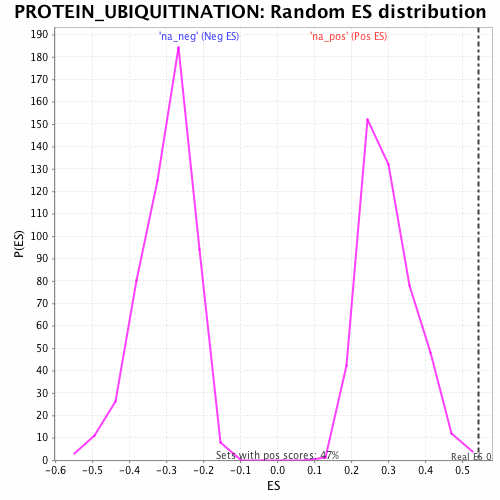 PROTEIN_UBIQUITINATION: Random ES distribution
'na_neg' (Neg ES)
'na_pos' (Pos ES)
190
180
170
160
150
140
130
120
110
100
90
80
70
60
50
40
30
20
10
0
P(ES)
Sets with pos scores: 47%
Real ES 0
-0.6 -0.5 -0.4 -0.3 -0.2 -0.1 0.0 0.1 0.2 0.3 0.4 0.5
ES